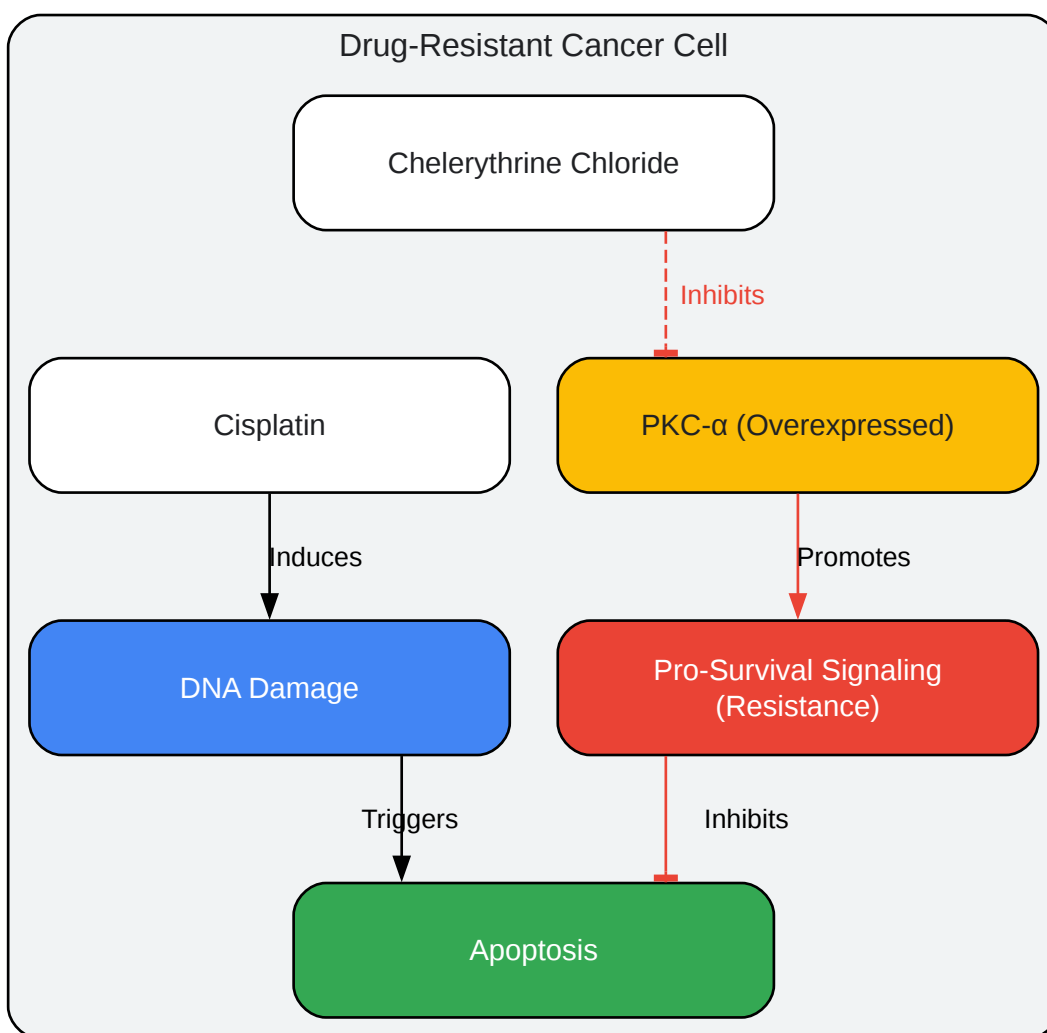 Drug-Resistant Cancer Cell
Chelerythrine Chloride
Inhibits
Cisplatin
PKC-α (Overexpressed)
Induces
Promotes
DNA Damage
Pro-Survival Signaling
(Resistance)
Triggers
Inhibits
Apoptosis